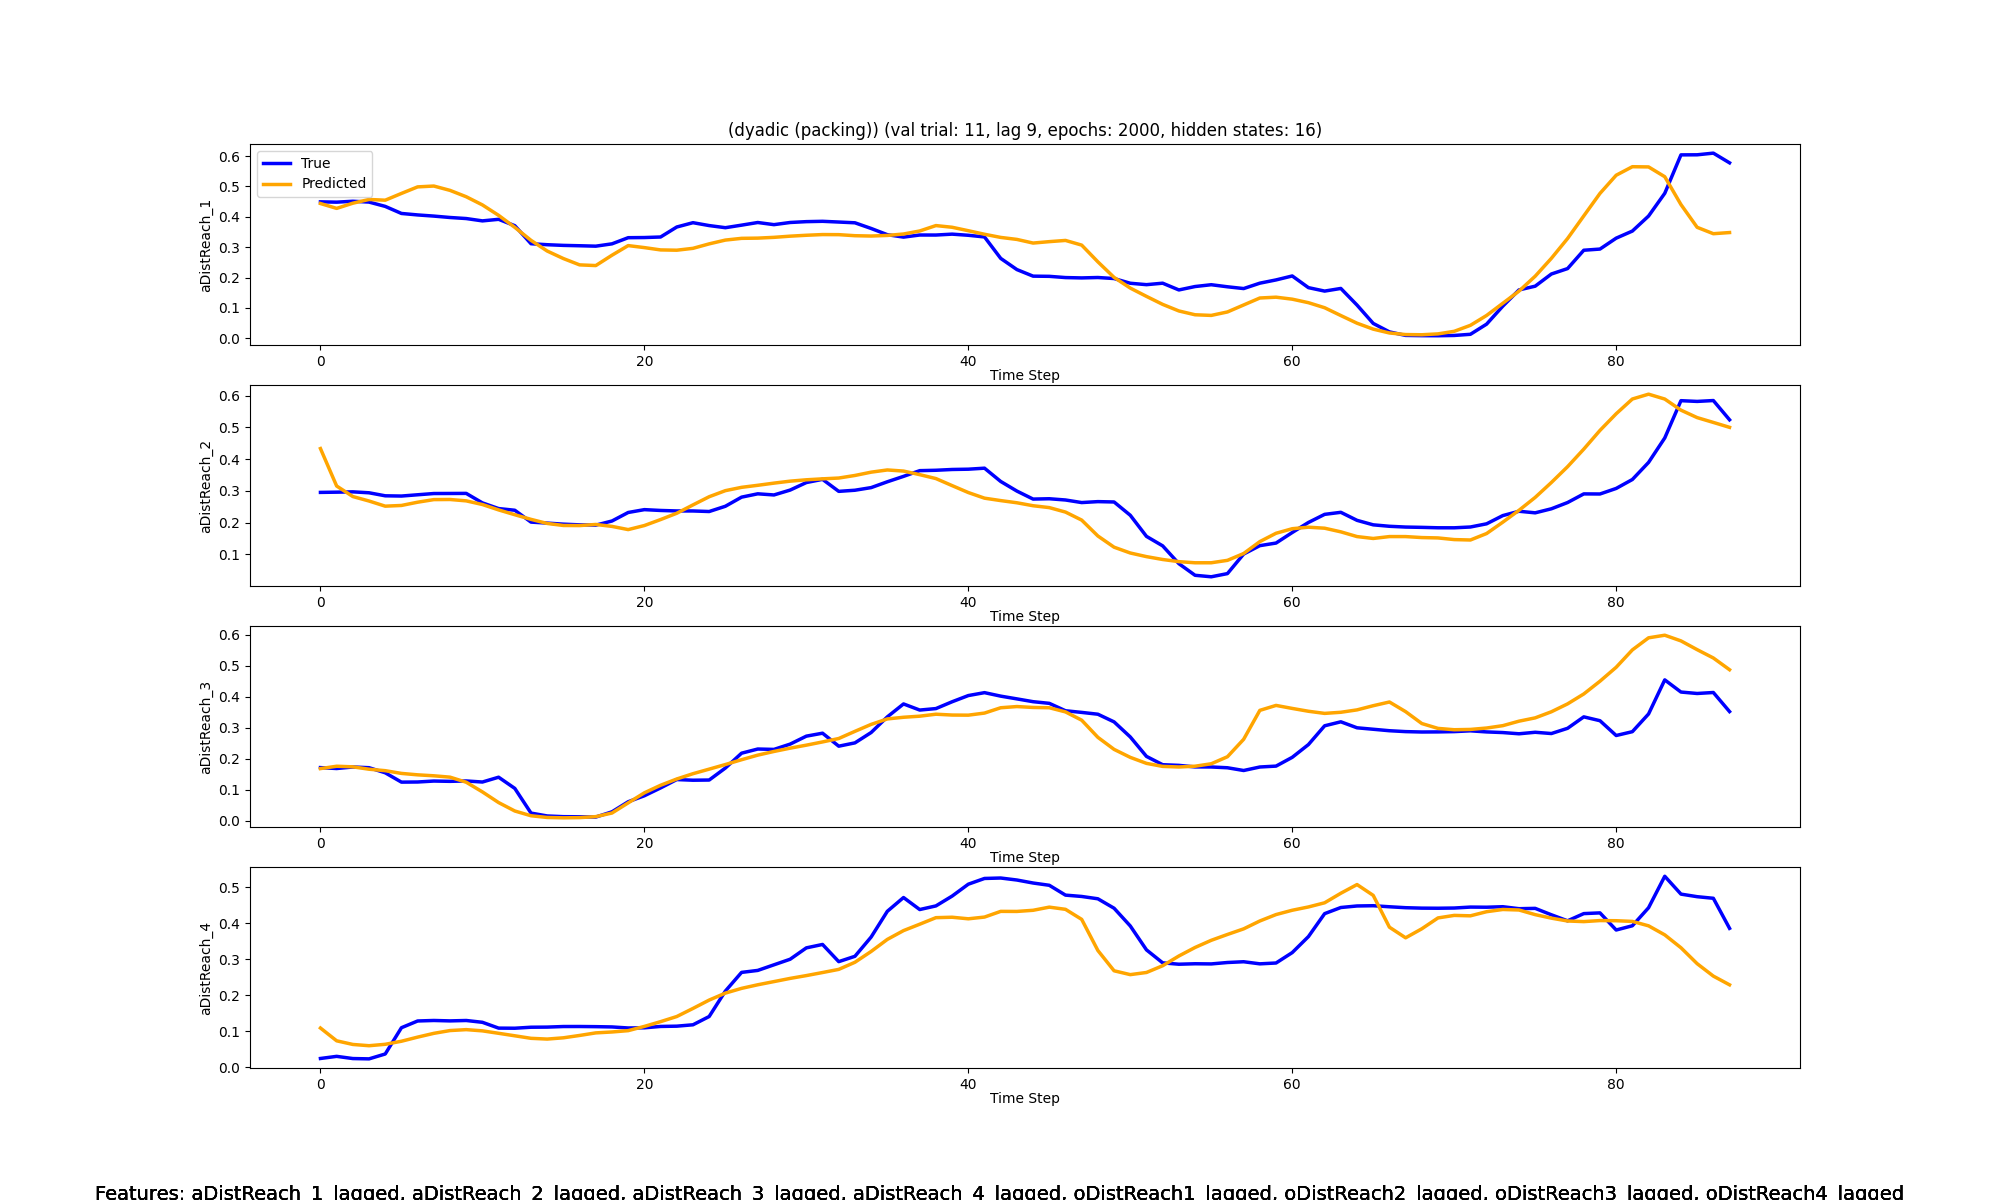 (dyadic (packing)) (val trial: 11, lag 9, epochs: 2000, hidden states: 16)
True
Predicted
aDistReach_1
0.6
0.5
0.4
0.3
0.2
0.1
0.0
0 20 40 60 80
Time Step
aDistReach_2
0.6
0.5
0.4
0.3
0.2
0.1
0 20 40 60 80
Time Step
aDistReach_3
0.6
0.5
0.4
0.3
0.2
0.1
0.0
0 20 40 60 80
Time Step
aDistReach_4
0.5
0.4
0.3
0.2
0.1
0.0
0 20 40 60 80
Time Step
Features: aDistReach_1_lagged, aDistReach_2_lagged, aDistReach_3_lagged, aDistReach_4_lagged, oDistReach1_lagged, oDistReach2_lagged, oDistReach3_lagged, oDistReach4_lagged